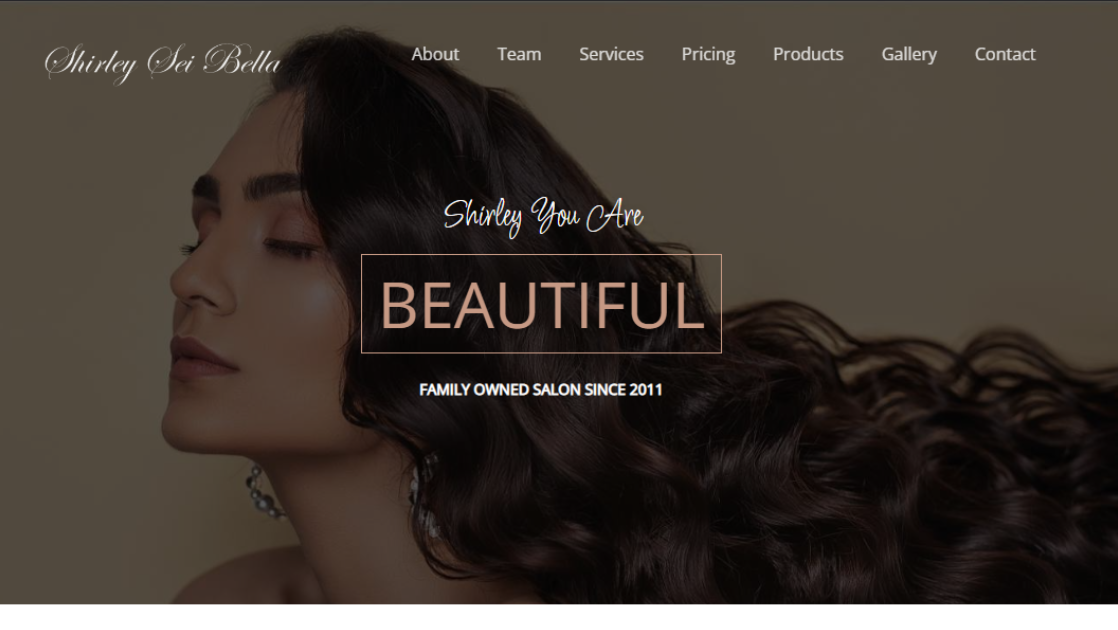 Shirley Sei Bella
About Team Services Pricing Products Gallery Contact
Shirley You Are
BEAUTIFUL
FAMILY OWNED SALON SINCE 2011